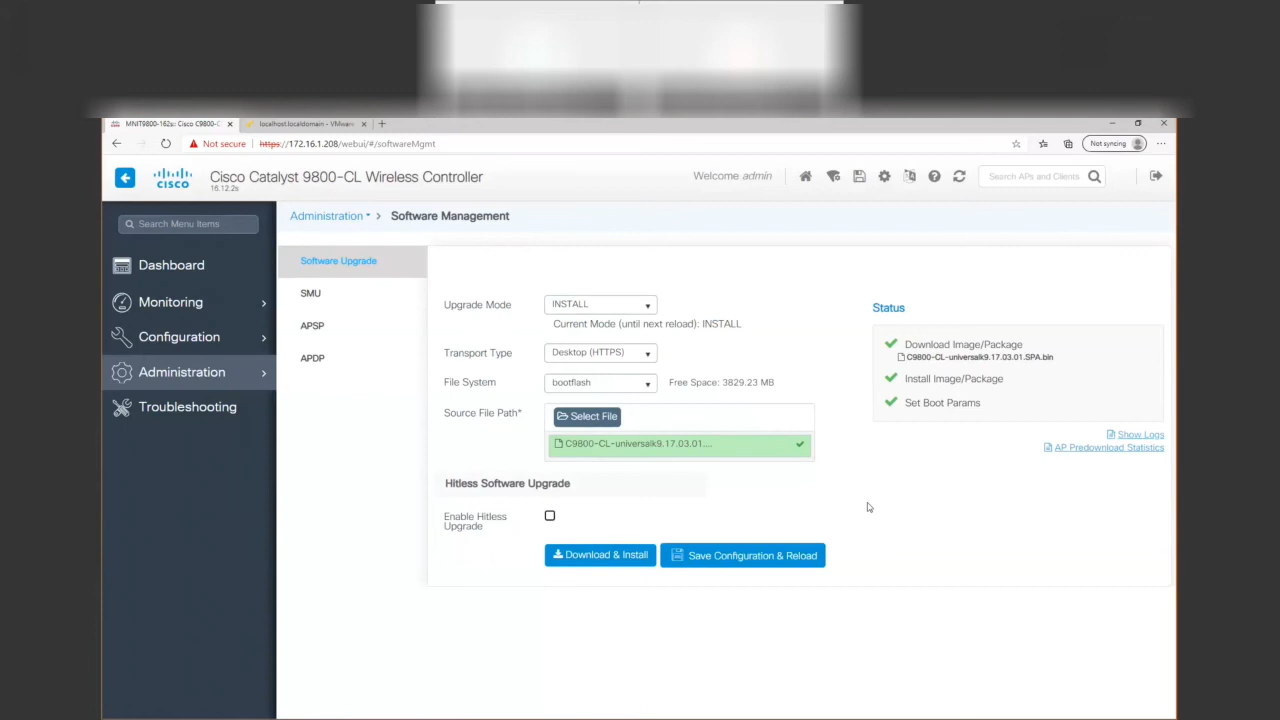 MNIT9800-162s: Cisco C9800-C
localhost.localdomain - VMware
Not secure
https://172.16.1.208/webui/#/softwareMgmt
Not syncing
CISCO
Cisco Catalyst 9800-CL Wireless Controller
16.12.2s
Welcome admin
Search APs and Clients
Search Menu Items
Dashboard
Monitoring
Configuration
Administration
Troubleshooting
Administration > Software Management
Software Upgrade
SMU
APSP
APDP
Upgrade Mode
INSTALL
Current Mode (until next reload): INSTALL
Transport Type
Desktop (HTTPS)
File System
bootflash
Free Space: 3829.23 MB
Source File Path*
Select File
C9800-CL-universalk9.17.03.01....
Hitless Software Upgrade
Enable Hitless
Upgrade
Download & Install
Save Configuration & Reload
Status
Download Image/Package
C9800-CL-universalk9.17.03.01.SPA.bin
Install Image/Package
Set Boot Params
Show Logs
AP Predownload Statistics